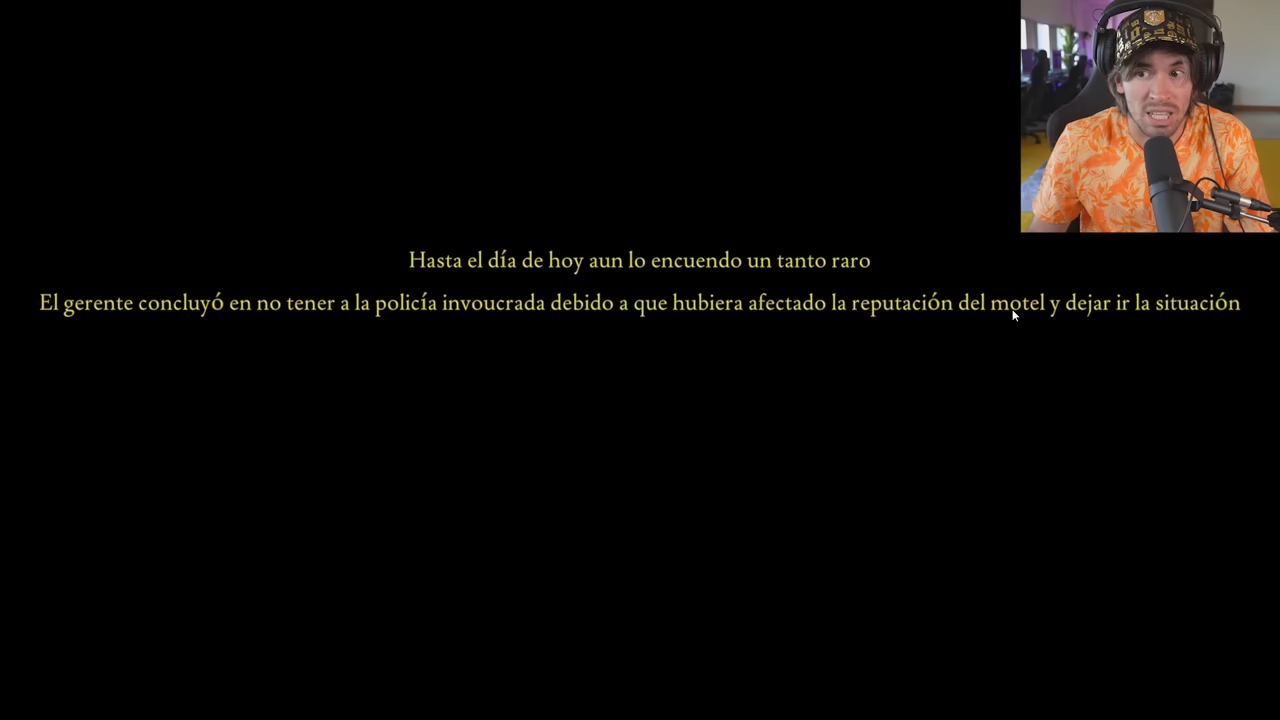 Hasta el día de hoy aun lo encuendo un tanto raro
El gerente concluyó en no tener a la policía invoucrada debido a que hubiera afectado la reputación del motel y dejar ir la situación